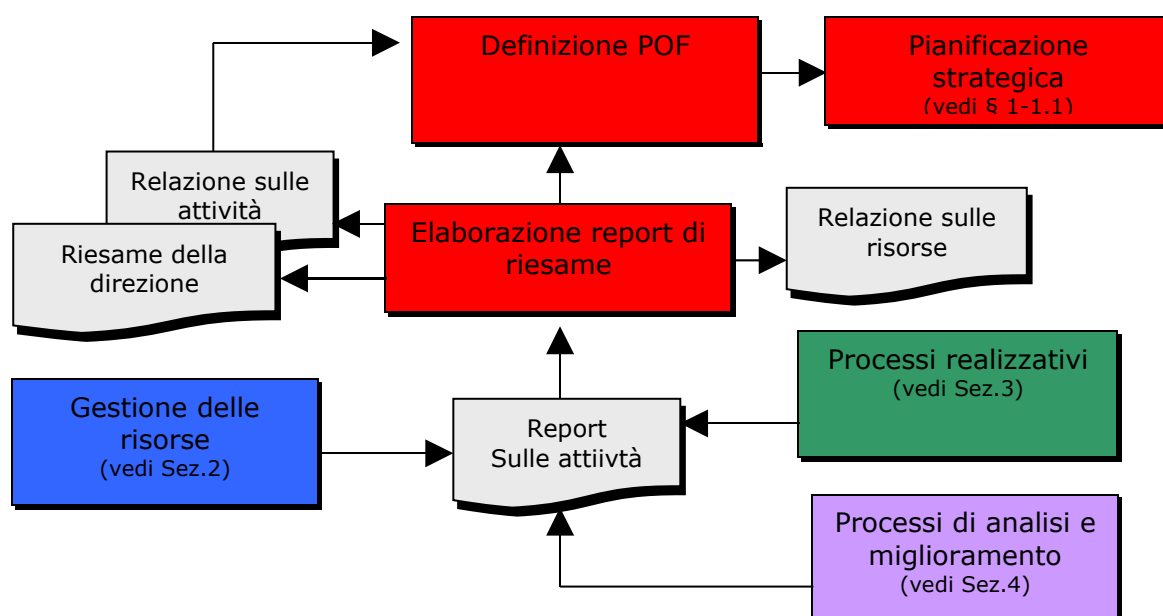 Definizione POF
Pianificazione
strategica
(vedi § 1-1.1)
Relazione sulle
attività
Riesame della
direzione
Elaborazione report di
riesame
Relazione sulle
risorse
Processi realizzativi
(vedi Sez.3)
Gestione delle
risorse
(vedi Sez.2)
Report
Sulle attiivtà
Processi di analisi e
miglioramento
(vedi Sez.4)